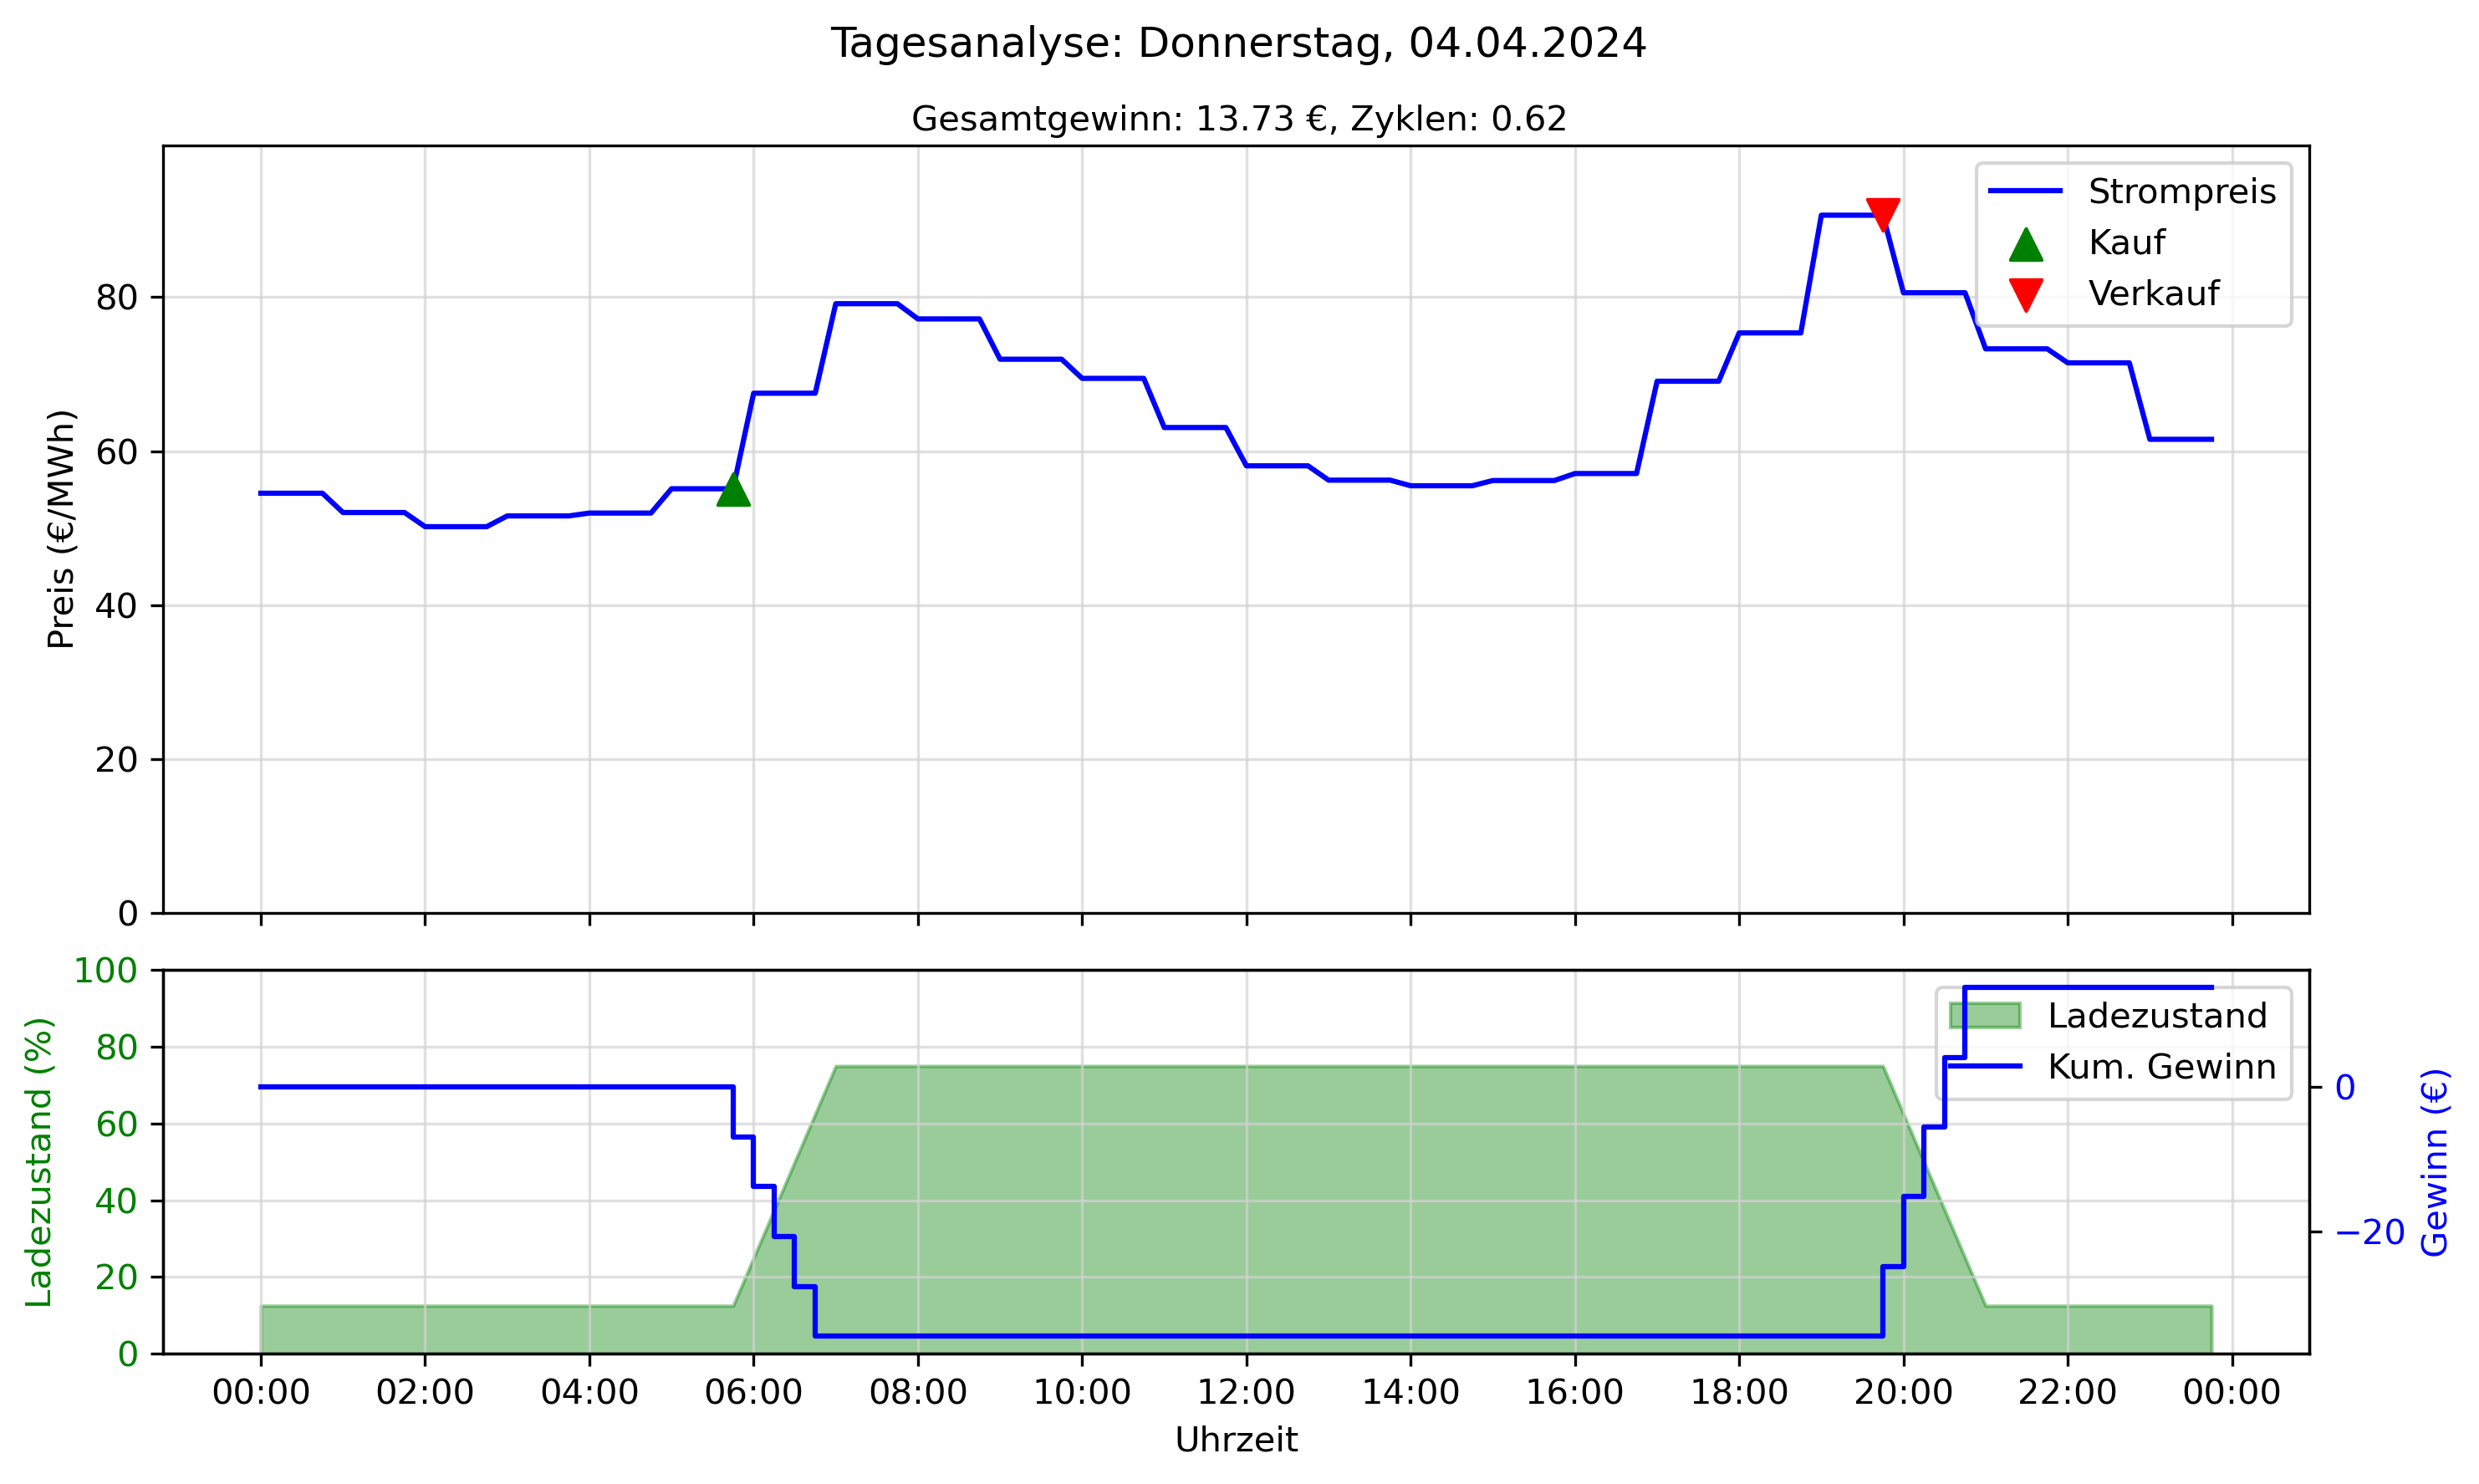 Tagesanalyse: Donnerstag, 04.04.2024
Gesamtgewinn: 13.73 €, Zyklen: 0.62
Preis (€/MWh)
80
60
40
20
0
Strompreis
Kauf
Verkauf
Ladezustand (%)
100
80
60
40
20
0
Ladezustand
Kum. Gewinn
0
−20
Gewinn (€)
00:00 02:00 04:00 06:00 08:00 10:00 12:00 14:00 16:00 18:00 20:00 22:00 00:00
Uhrzeit